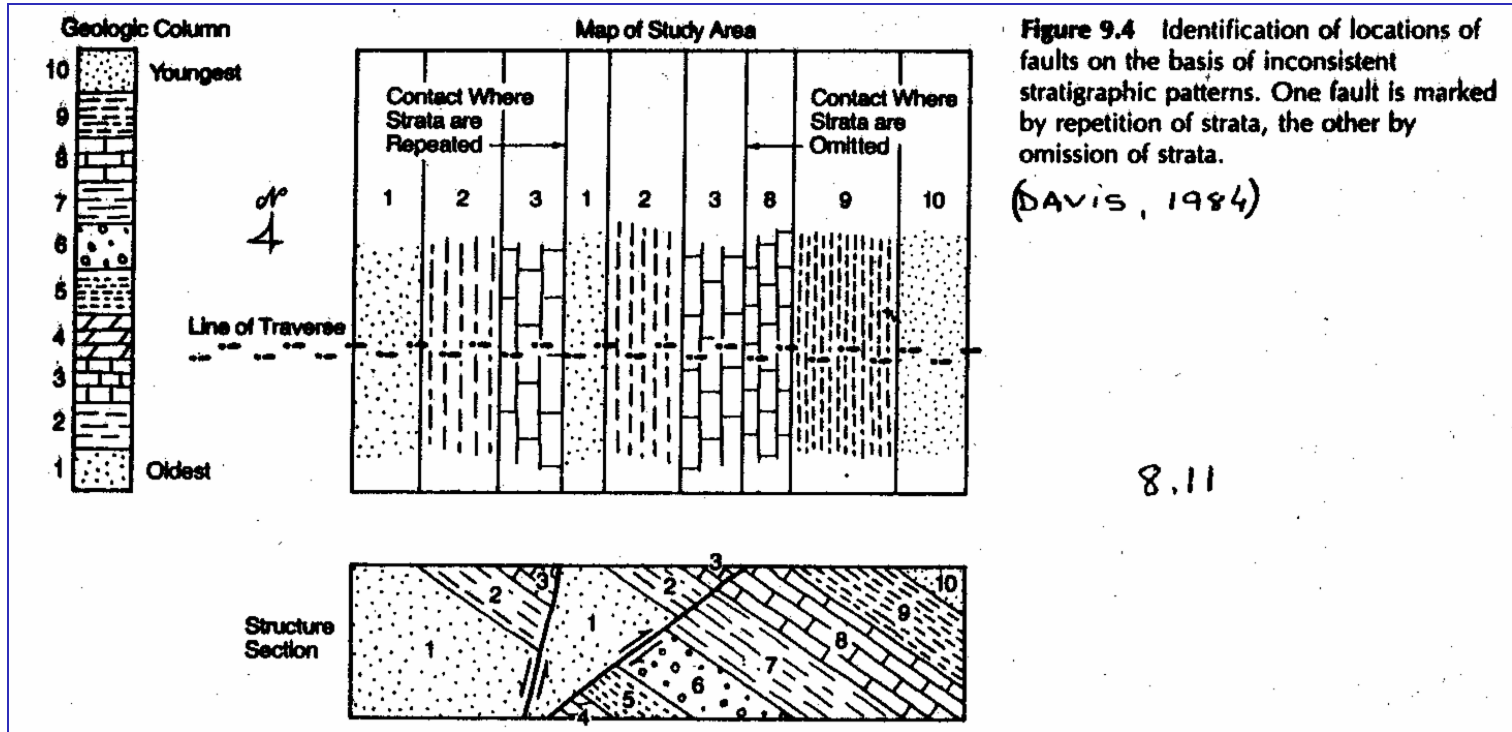 Geologic Column
10 Youngest
9
8
7
6
5
4
3
2
1 Oldest
N
Line of Traverse
Map of Study Area
Contact Where
Strata are
Repeated
Contact Where
Strata are
Omitted
1 2 3 1 2 3 8 9 10
Figure 9.4 Identification of locations of
faults on the basis of inconsistent
stratigraphic patterns. One fault is marked
by repetition of strata, the other by
omission of strata.
(DAVIS, 1984)
8.11
Structure
Section
1 2 3 1 2 3 4 5 6 7 8 9 10